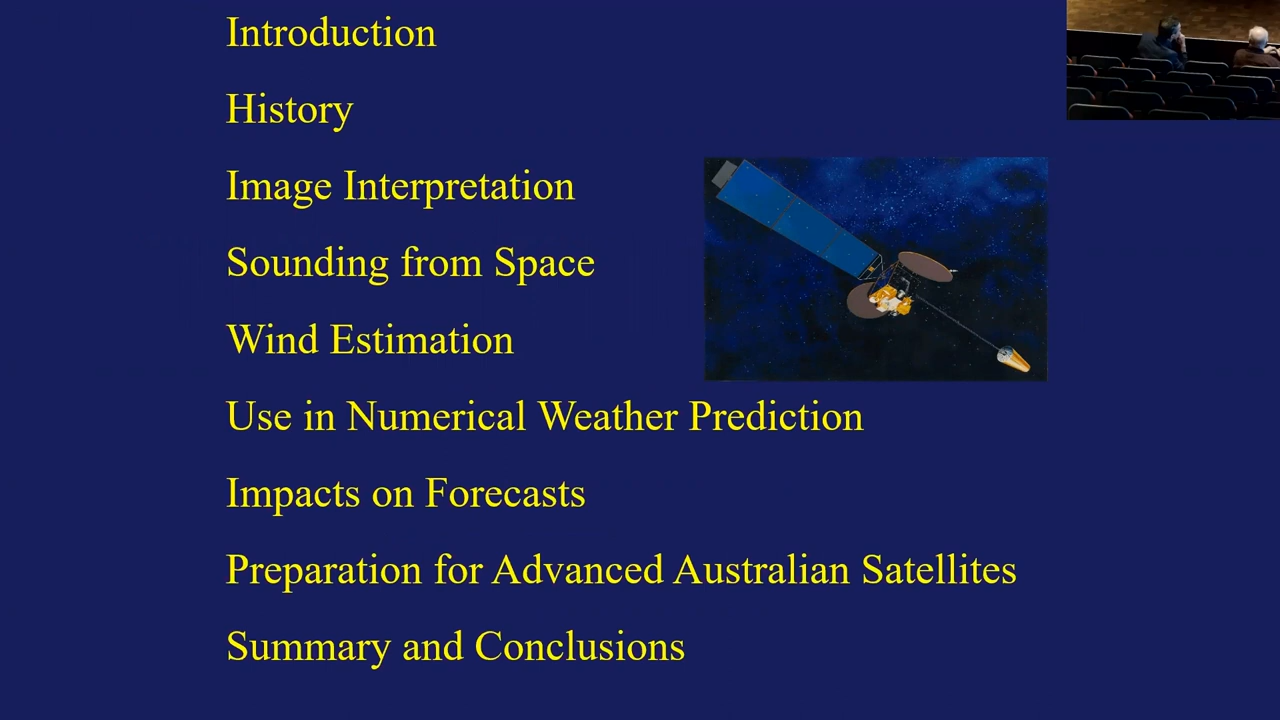 Introduction
History
Image Interpretation
Sounding from Space
Wind Estimation
Use in Numerical Weather Prediction
Impacts on Forecasts
Preparation for Advanced Australian Satellites
Summary and Conclusions